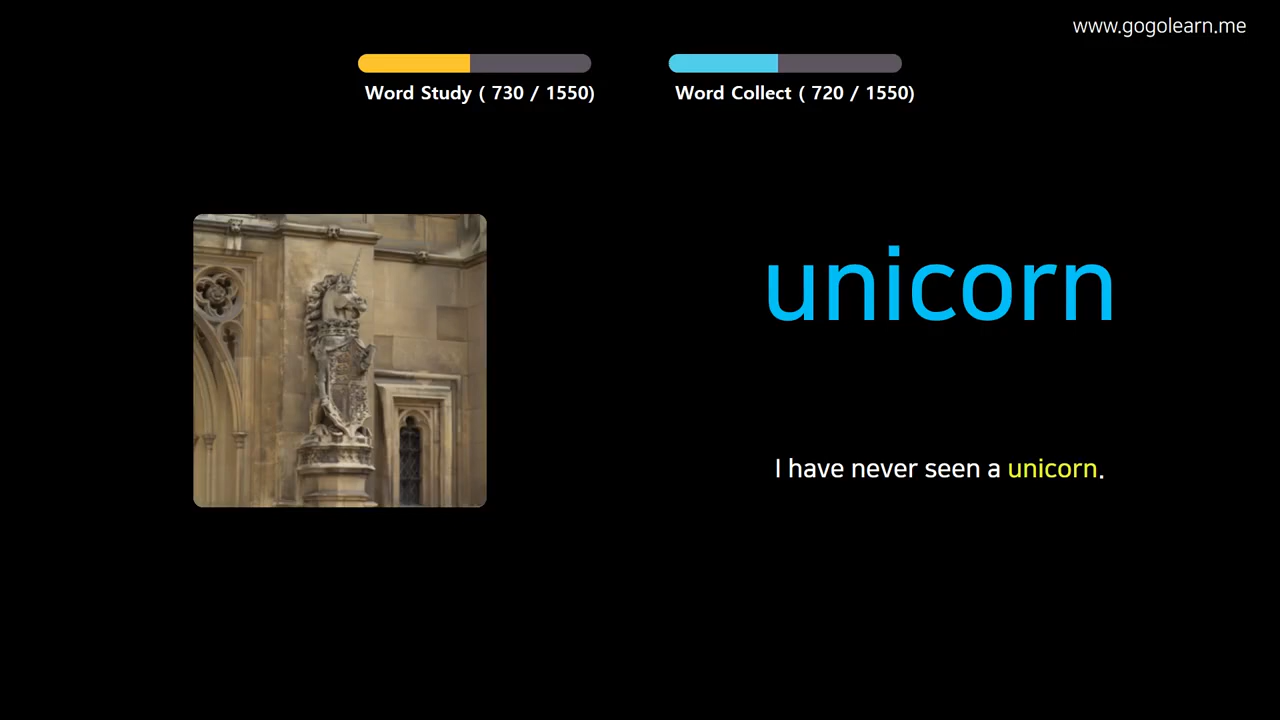 www.gogolearn.me
Word Study ( 730 / 1550)
Word Collect ( 720 / 1550)
unicorn
I have never seen a unicorn.